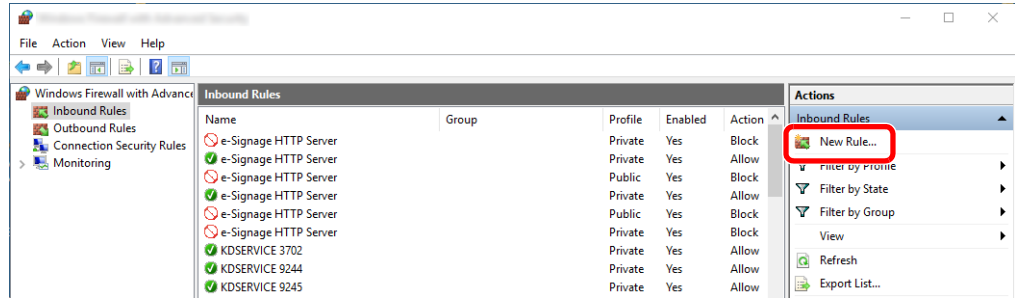 File Action View Help
Windows Firewall with Advance
Inbound Rules
Outbound Rules
Connection Security Rules
Monitoring
Inbound Rules
Name Group Profile Enabled Action
e-Signage HTTP Server Private Yes Block
e-Signage HTTP Server Private Yes Allow
e-Signage HTTP Server Public Yes Block
e-Signage HTTP Server Private Yes Allow
e-Signage HTTP Server Public Yes Block
e-Signage HTTP Server Private Yes Block
KDSERVICE 3702 Private Yes Allow
KDSERVICE 9244 Private Yes Allow
KDSERVICE 9245 Private Yes Allow
Actions
Inbound Rules
New Rule...
Filter by Profile
Filter by State
Filter by Group
View
Refresh
Export List...